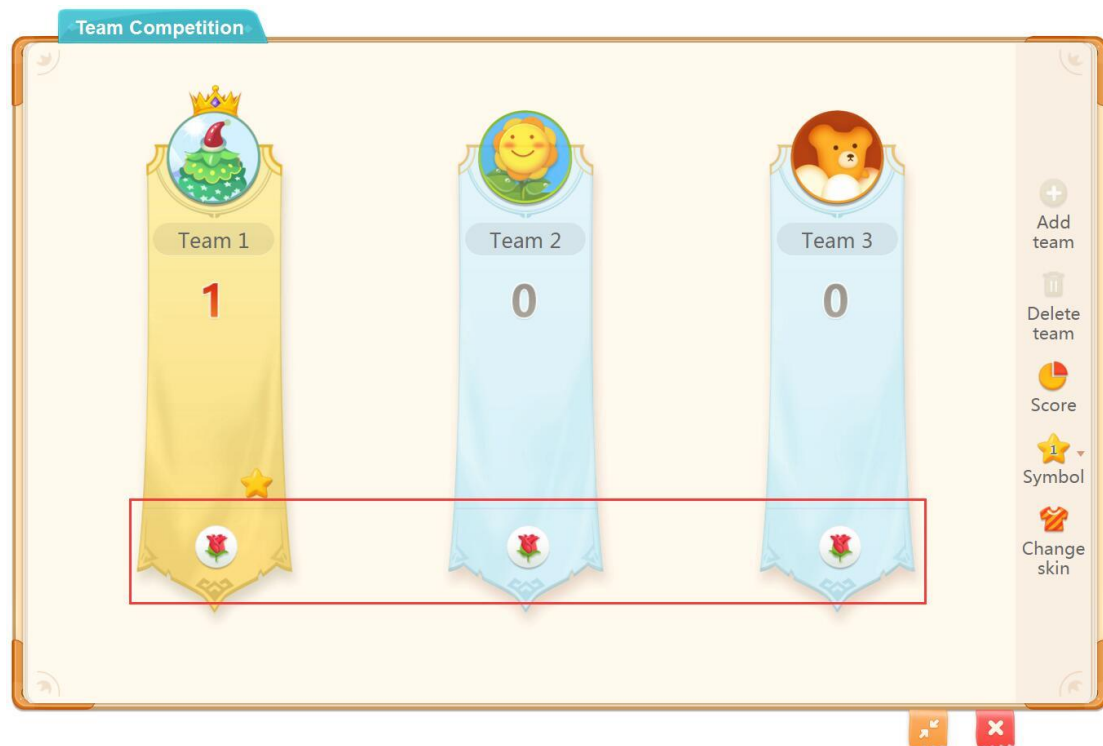 Team Competition
Team 1
Team 2
Team 3
1
0
0
Add
team
Delete
team
Score
1
Symbol
Change
skin